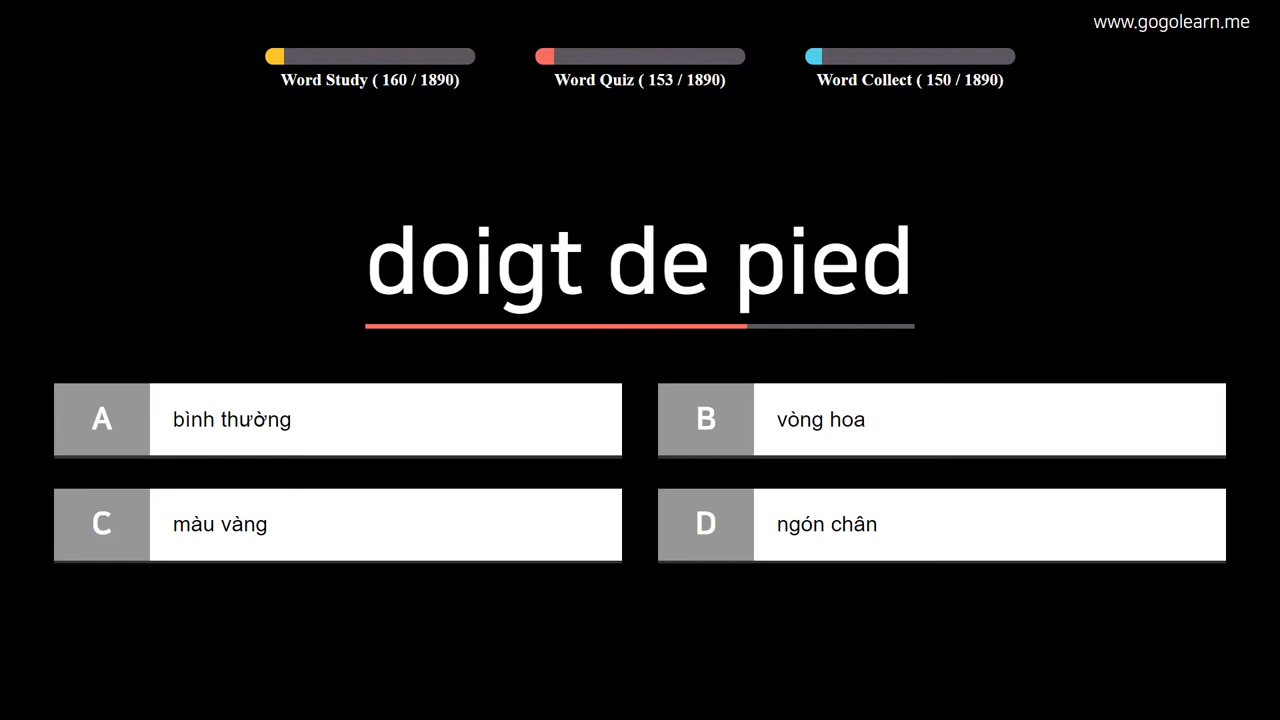 www.gogolearn.me
Word Study ( 160 / 1890)
Word Quiz ( 153 / 1890)
Word Collect ( 150 / 1890)
doigt de pied
A bình thường
B vòng hoa
C màu vàng
D ngón chân